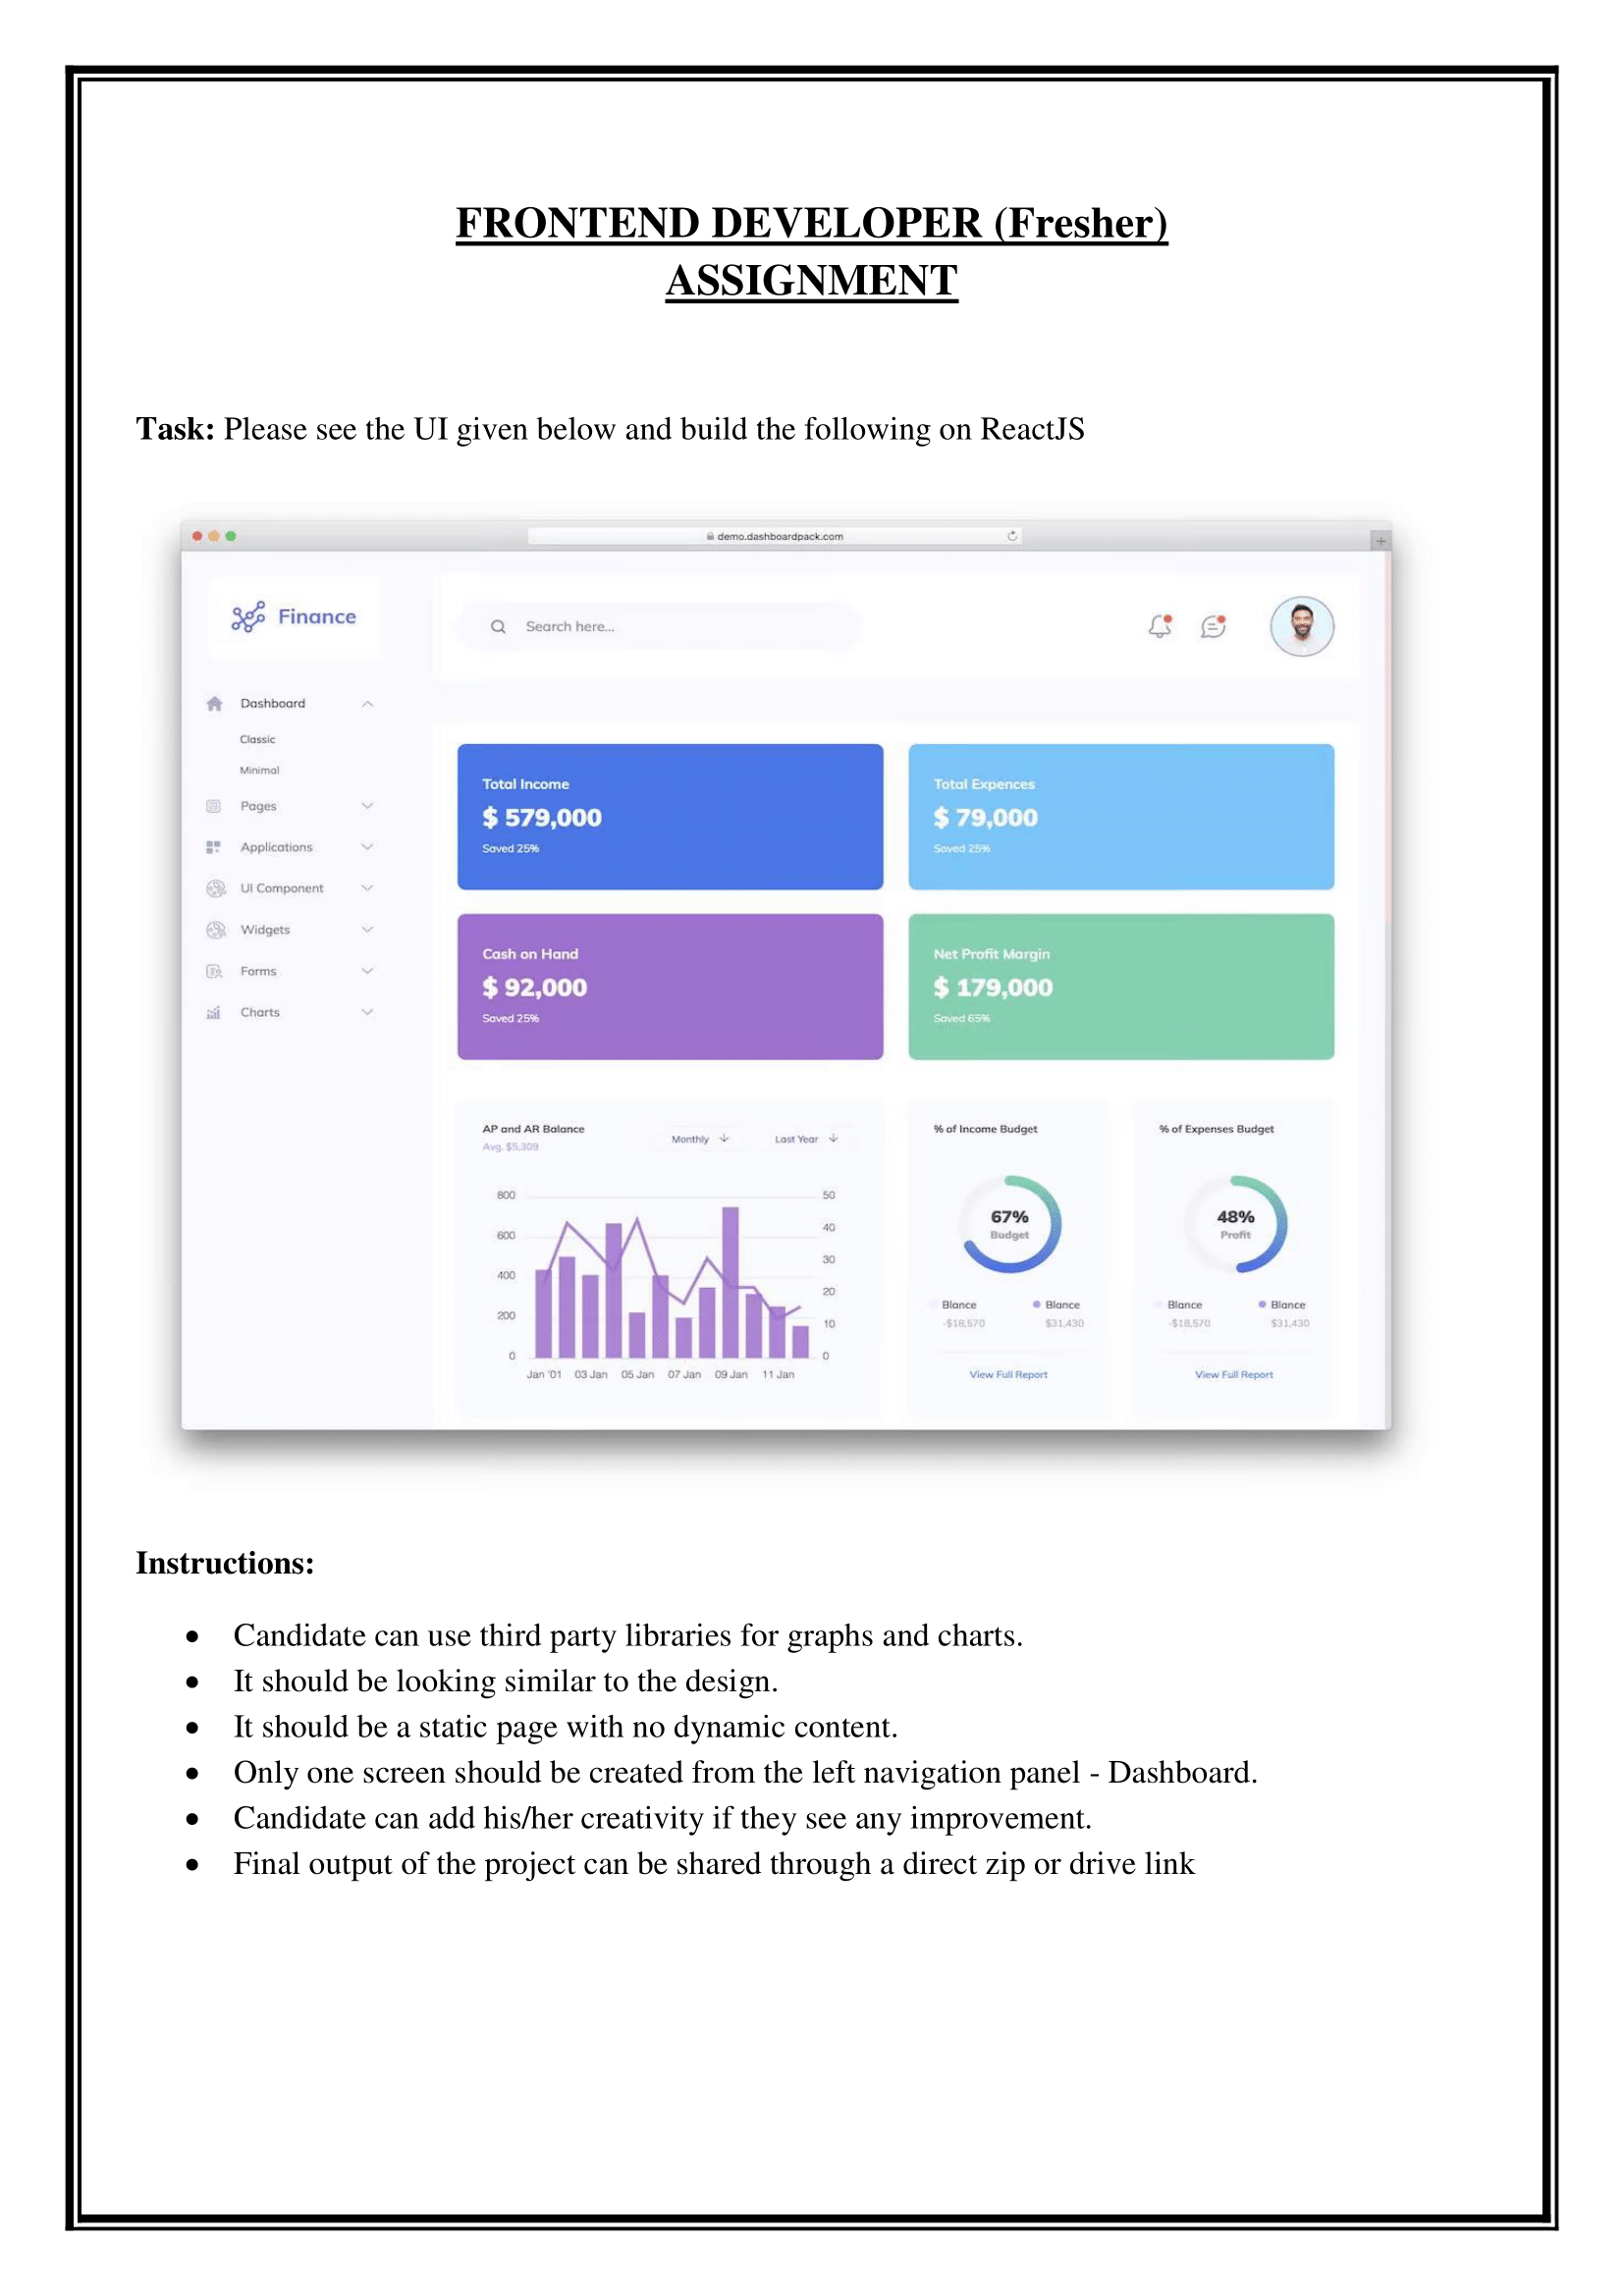 FRONTEND DEVELOPER (Fresher)
ASSIGNMENT
Task: Please see the UI given below and build the following on ReactJS
demo.dashboardpack.com
Finance
Search here...
Dashboard
Classic
Minimal
Pages
Applications
UI Component
Widgets
Forms
Charts
Total Income
$ 579,000
Saved 25%
Total Expences
$ 79,000
Saved 25%
Cash on Hand
$ 92,000
Saved 25%
Net Profit Margin
$ 179,000
Saved 65%
AP and AR Balance
Avg. $5,309
Monthly
Last Year
800
600
400
200
0
50
40
30
20
10
0
Jan '01 03 Jan 05 Jan 07 Jan 09 Jan 11 Jan
% of Income Budget
67%
Budget
Blance Blance
-$18,570 $31,430
View Full Report
% of Expenses Budget
48%
Profit
Blance Blance
-$18,570 $31,430
View Full Report
Instructions:
• Candidate can use third party libraries for graphs and charts.
• It should be looking similar to the design.
• It should be a static page with no dynamic content.
• Only one screen should be created from the left navigation panel - Dashboard.
• Candidate can add his/her creativity if they see any improvement.
• Final output of the project can be shared through a direct zip or drive link